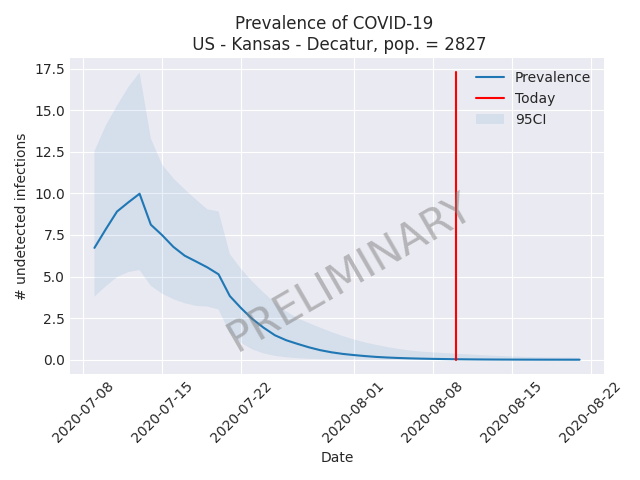 Prevalence of COVID-19
US - Kansas - Decatur, pop. = 2827
17.5
15.0
12.5
10.0
7.5
5.0
2.5
0.0
# undetected infections
Prevalence
Today
95CI
PRELIMINARY
2020-07-08
2020-07-15
2020-07-22
2020-08-01
2020-08-08
2020-08-15
2020-08-22
Date